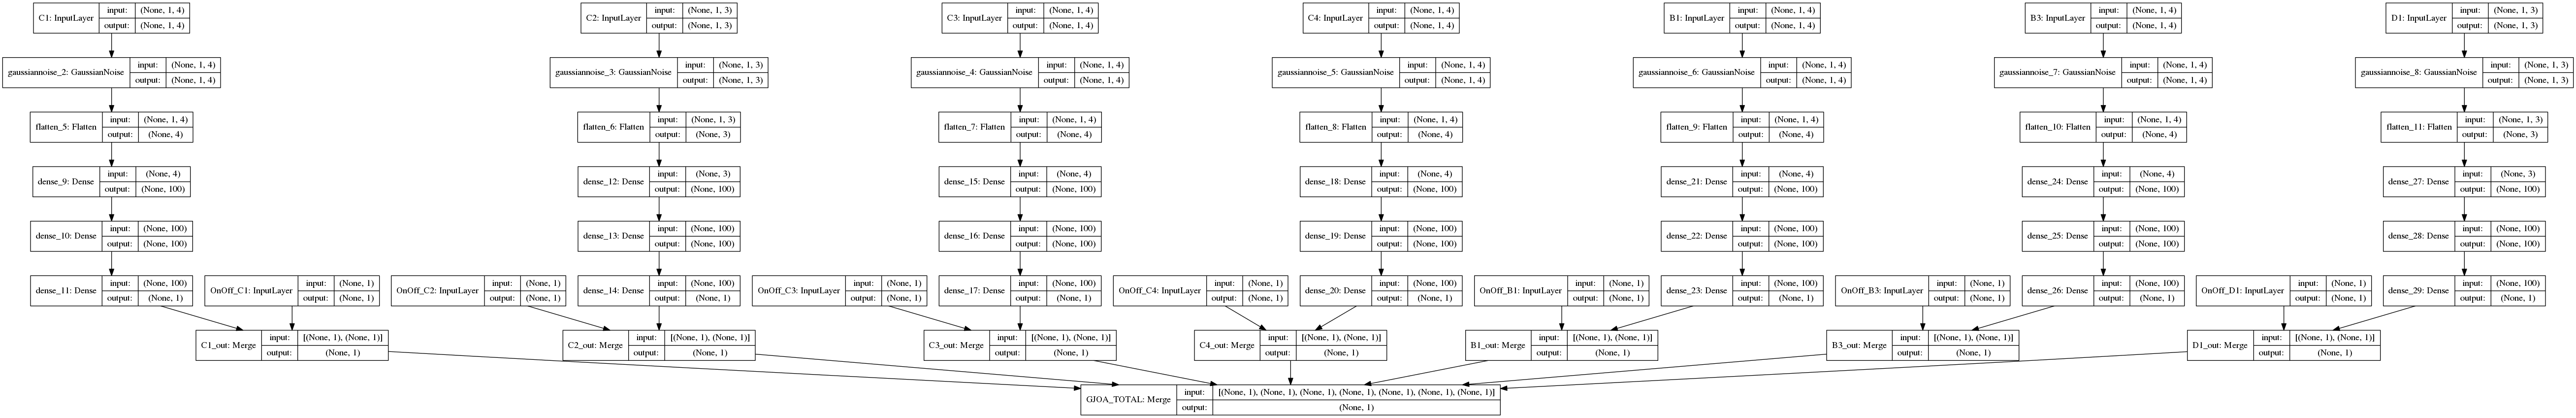 C1: InputLayer input: (None, 1, 4) output: (None, 1, 4)
C2: InputLayer input: (None, 1, 3) output: (None, 1, 3)
C3: InputLayer input: (None, 1, 4) output: (None, 1, 4)
C4: InputLayer input: (None, 1, 4) output: (None, 1, 4)
B1: InputLayer input: (None, 1, 4) output: (None, 1, 4)
B3: InputLayer input: (None, 1, 4) output: (None, 1, 4)
D1: InputLayer input: (None, 1, 3) output: (None, 1, 3)
gaussiannoise_2: GaussianNoise input: (None, 1, 4) output: (None, 1, 4)
gaussiannoise_3: GaussianNoise input: (None, 1, 3) output: (None, 1, 3)
gaussiannoise_4: GaussianNoise input: (None, 1, 4) output: (None, 1, 4)
gaussiannoise_5: GaussianNoise input: (None, 1, 4) output: (None, 1, 4)
gaussiannoise_6: GaussianNoise input: (None, 1, 4) output: (None, 1, 4)
gaussiannoise_7: GaussianNoise input: (None, 1, 4) output: (None, 1, 4)
gaussiannoise_8: GaussianNoise input: (None, 1, 3) output: (None, 1, 3)
flatten_5: Flatten input: (None, 1, 4) output: (None, 4)
flatten_6: Flatten input: (None, 1, 3) output: (None, 3)
flatten_7: Flatten input: (None, 1, 4) output: (None, 4)
flatten_8: Flatten input: (None, 1, 4) output: (None, 4)
flatten_9: Flatten input: (None, 1, 4) output: (None, 4)
flatten_10: Flatten input: (None, 1, 4) output: (None, 4)
flatten_11: Flatten input: (None, 1, 3) output: (None, 3)
dense_9: Dense input: (None, 4) output: (None, 100)
dense_12: Dense input: (None, 3) output: (None, 100)
dense_15: Dense input: (None, 4) output: (None, 100)
dense_18: Dense input: (None, 4) output: (None, 100)
dense_21: Dense input: (None, 4) output: (None, 100)
dense_24: Dense input: (None, 4) output: (None, 100)
dense_27: Dense input: (None, 3) output: (None, 100)
dense_10: Dense input: (None, 100) output: (None, 100)
dense_13: Dense input: (None, 100) output: (None, 100)
dense_16: Dense input: (None, 100) output: (None, 100)
dense_19: Dense input: (None, 100) output: (None, 100)
dense_22: Dense input: (None, 100) output: (None, 100)
dense_25: Dense input: (None, 100) output: (None, 100)
dense_28: Dense input: (None, 100) output: (None, 100)
dense_11: Dense input: (None, 100) output: (None, 1)
OnOff_C1: InputLayer input: (None, 1) output: (None, 1)
OnOff_C2: InputLayer input: (None, 1) output: (None, 1)
dense_14: Dense input: (None, 100) output: (None, 1)
OnOff_C3: InputLayer input: (None, 1) output: (None, 1)
dense_17: Dense input: (None, 100) output: (None, 1)
OnOff_C4: InputLayer input: (None, 1) output: (None, 1)
dense_20: Dense input: (None, 100) output: (None, 1)
OnOff_B1: InputLayer input: (None, 1) output: (None, 1)
dense_23: Dense input: (None, 100) output: (None, 1)
OnOff_B3: InputLayer input: (None, 1) output: (None, 1)
dense_26: Dense input: (None, 100) output: (None, 1)
OnOff_D1: InputLayer input: (None, 1) output: (None, 1)
dense_29: Dense input: (None, 100) output: (None, 1)
C1_out: Merge input: [(None, 1), (None, 1)] output: (None, 1)
C2_out: Merge input: [(None, 1), (None, 1)] output: (None, 1)
C3_out: Merge input: [(None, 1), (None, 1)] output: (None, 1)
C4_out: Merge input: [(None, 1), (None, 1)] output: (None, 1)
B1_out: Merge input: [(None, 1), (None, 1)] output: (None, 1)
B3_out: Merge input: [(None, 1), (None, 1)] output: (None, 1)
D1_out: Merge input: [(None, 1), (None, 1)] output: (None, 1)
GJOA_TOTAL: Merge input: [(None, 1), (None, 1), (None, 1), (None, 1), (None, 1), (None, 1), (None, 1)] output: (None, 1)